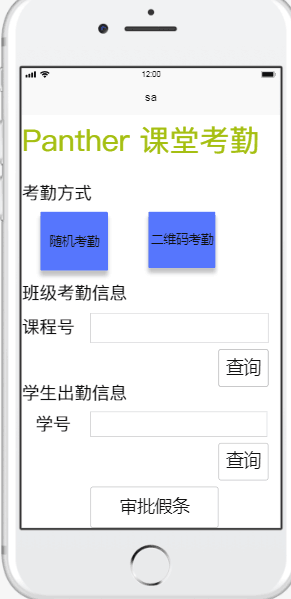 12:00
sa
Panther 课堂考勤
考勤方式
随机考勤 二维码考勤
班级考勤信息
课程号
查询
学生出勤信息
学号
查询
审批假条